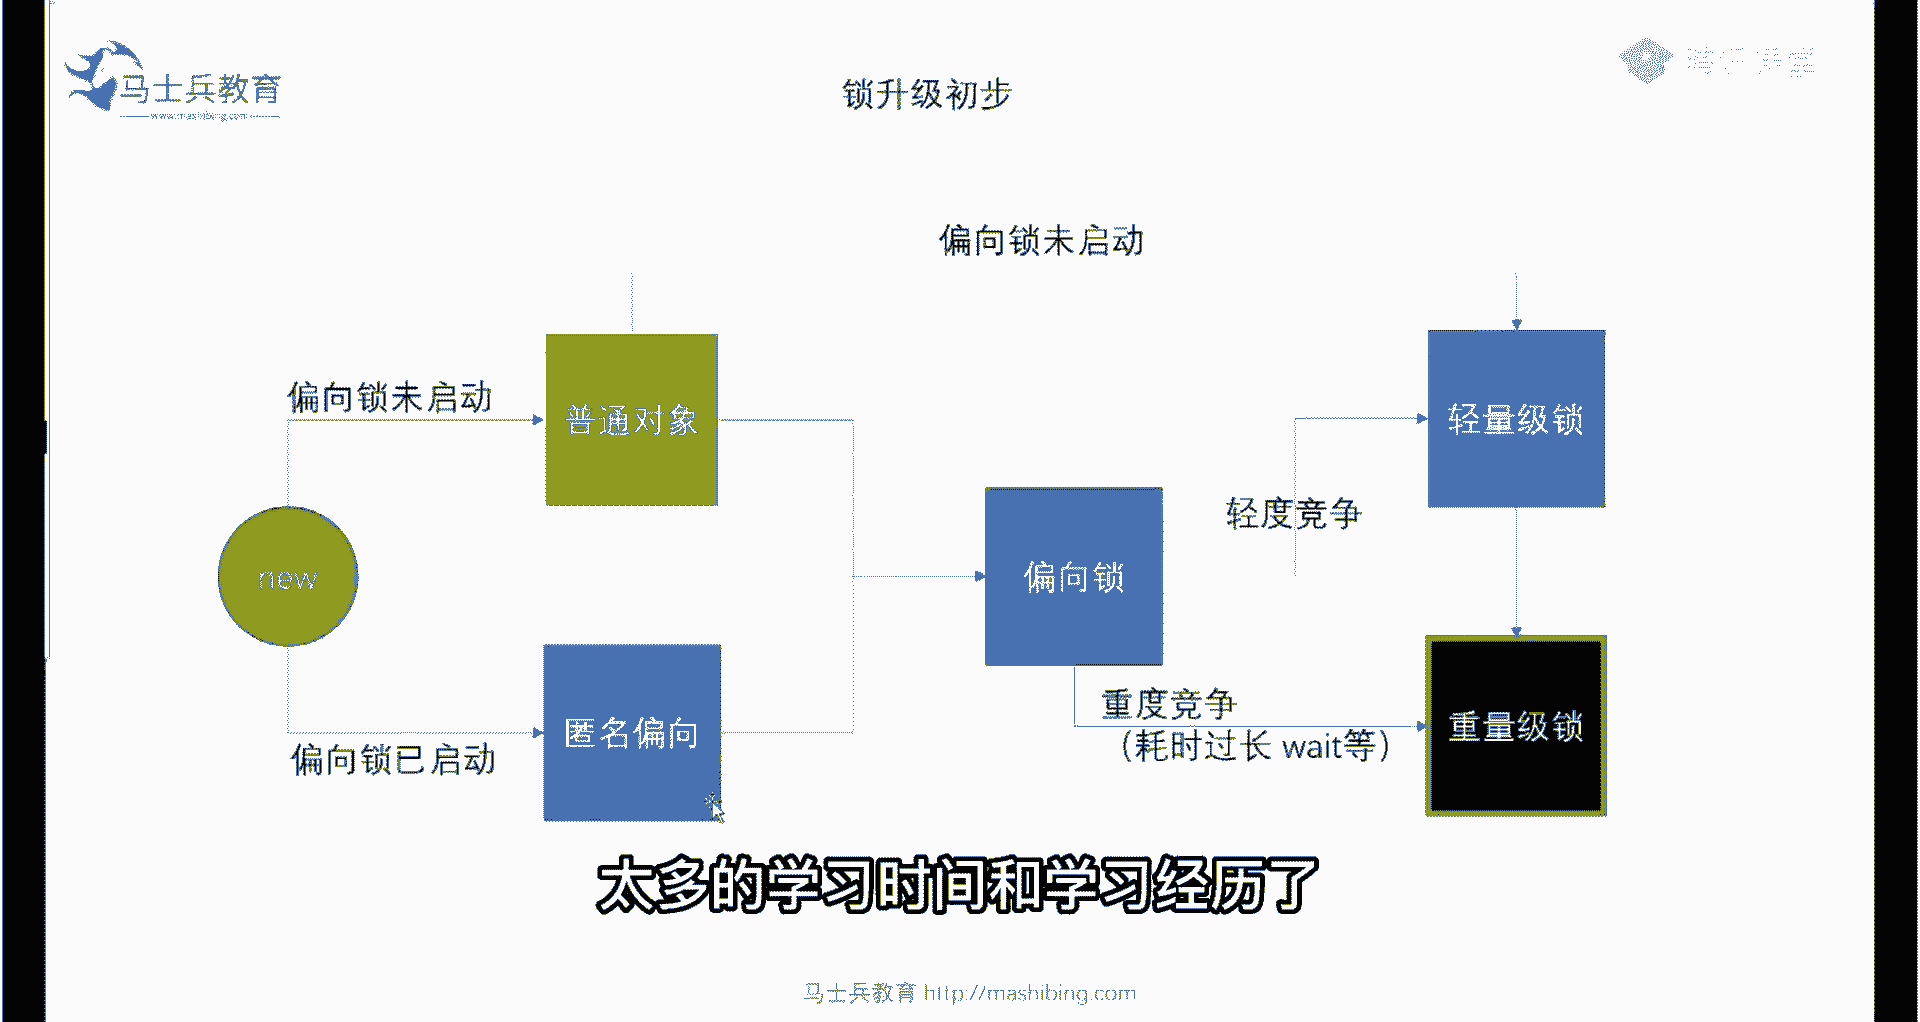 马士兵教育
www.mashibing.com
锁升级初步
偏向锁未启动
偏向锁未启动
普通对象
轻量级锁
轻度竞争
new
偏向锁
重度竞争
（耗时过长 wait等）
匿名偏向
重量级锁
偏向锁已启动
太多的学习时间和学习经历了
马士兵教育 http://mashibing.com